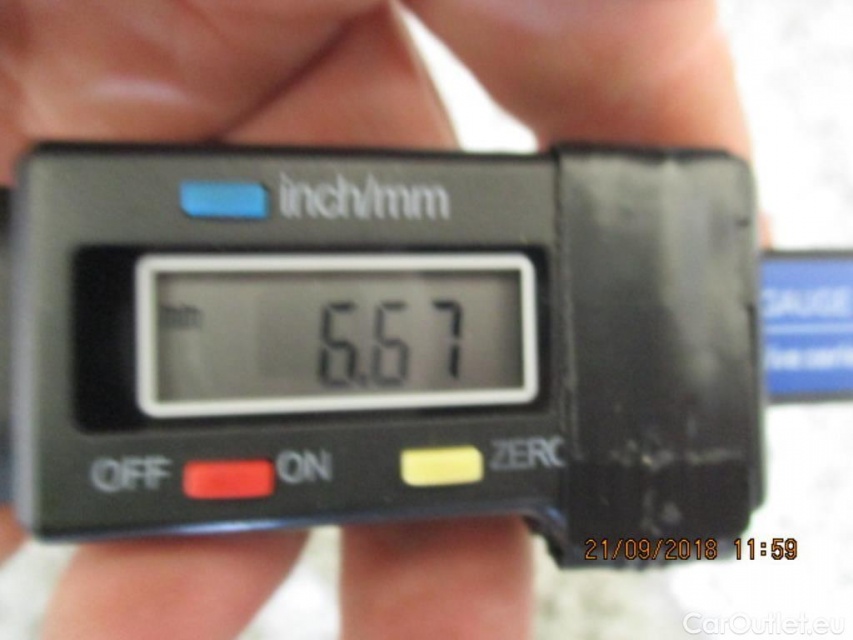 inch/mm
mm
6.67
OFF ON ZERO
GAUGE
21/09/2018 11:59
CarOutlet.eu